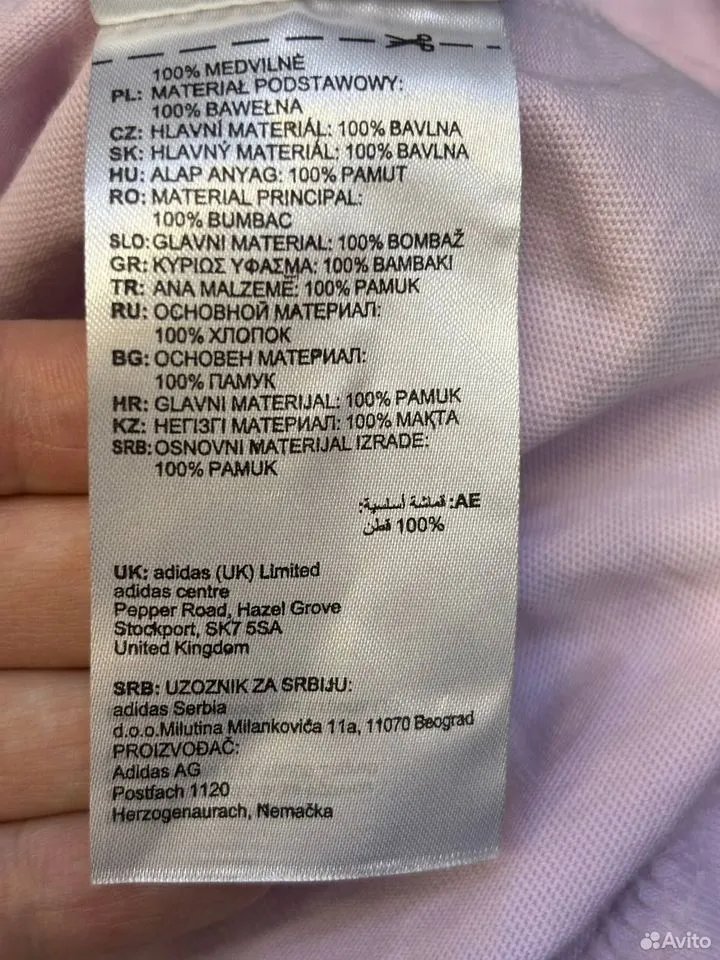 100% MEDVILNĖ
PL: MATERIAŁ PODSTAWOWY:
100% BAWEŁNA
CZ: HLAVNÍ MATERIÁL: 100% BAVLNA
SK: HLAVNÝ MATERIÁL: 100% BAVLNA
HU: ALAP ANYAG: 100% PAMUT
RO: MATERIAL PRINCIPAL:
100% BUMBAC
SLO: GLAVNI MATERIAL: 100% BOMBAŽ
GR: ΚΥΡΙΩΣ ΥΦΑΣΜΑ: 100% ΒΑΜΒΑΚΙ
TR: ANA MALZEME: 100% PAMUK
RU: ОСНОВНОЙ МАТЕРИАЛ:
100% ХЛОПОК
BG: ОСНОВЕН МАТЕРИАЛ:
100% ПАМУК
HR: GLAVNI MATERIJAL: 100% PAMUK
KZ: НЕГІЗГІ МАТЕРИАЛ: 100% МАҚТА
SRB: OSNOVNI MATERIJAL IZRADE:
100% PAMUK
AE: قماشة أساسية:
100% قطن
UK: adidas (UK) Limited
adidas centre
Pepper Road, Hazel Grove
Stockport, SK7 5SA
United Kingdom
SRB: UZOZNIK ZA SRBIJU:
adidas Serbia
d.o.o.Milutina Milankovića 11a, 11070 Beograd
PROIZVOĐAČ:
Adidas AG
Postfach 1120
Herzogenaurach, Nemačka
Avito